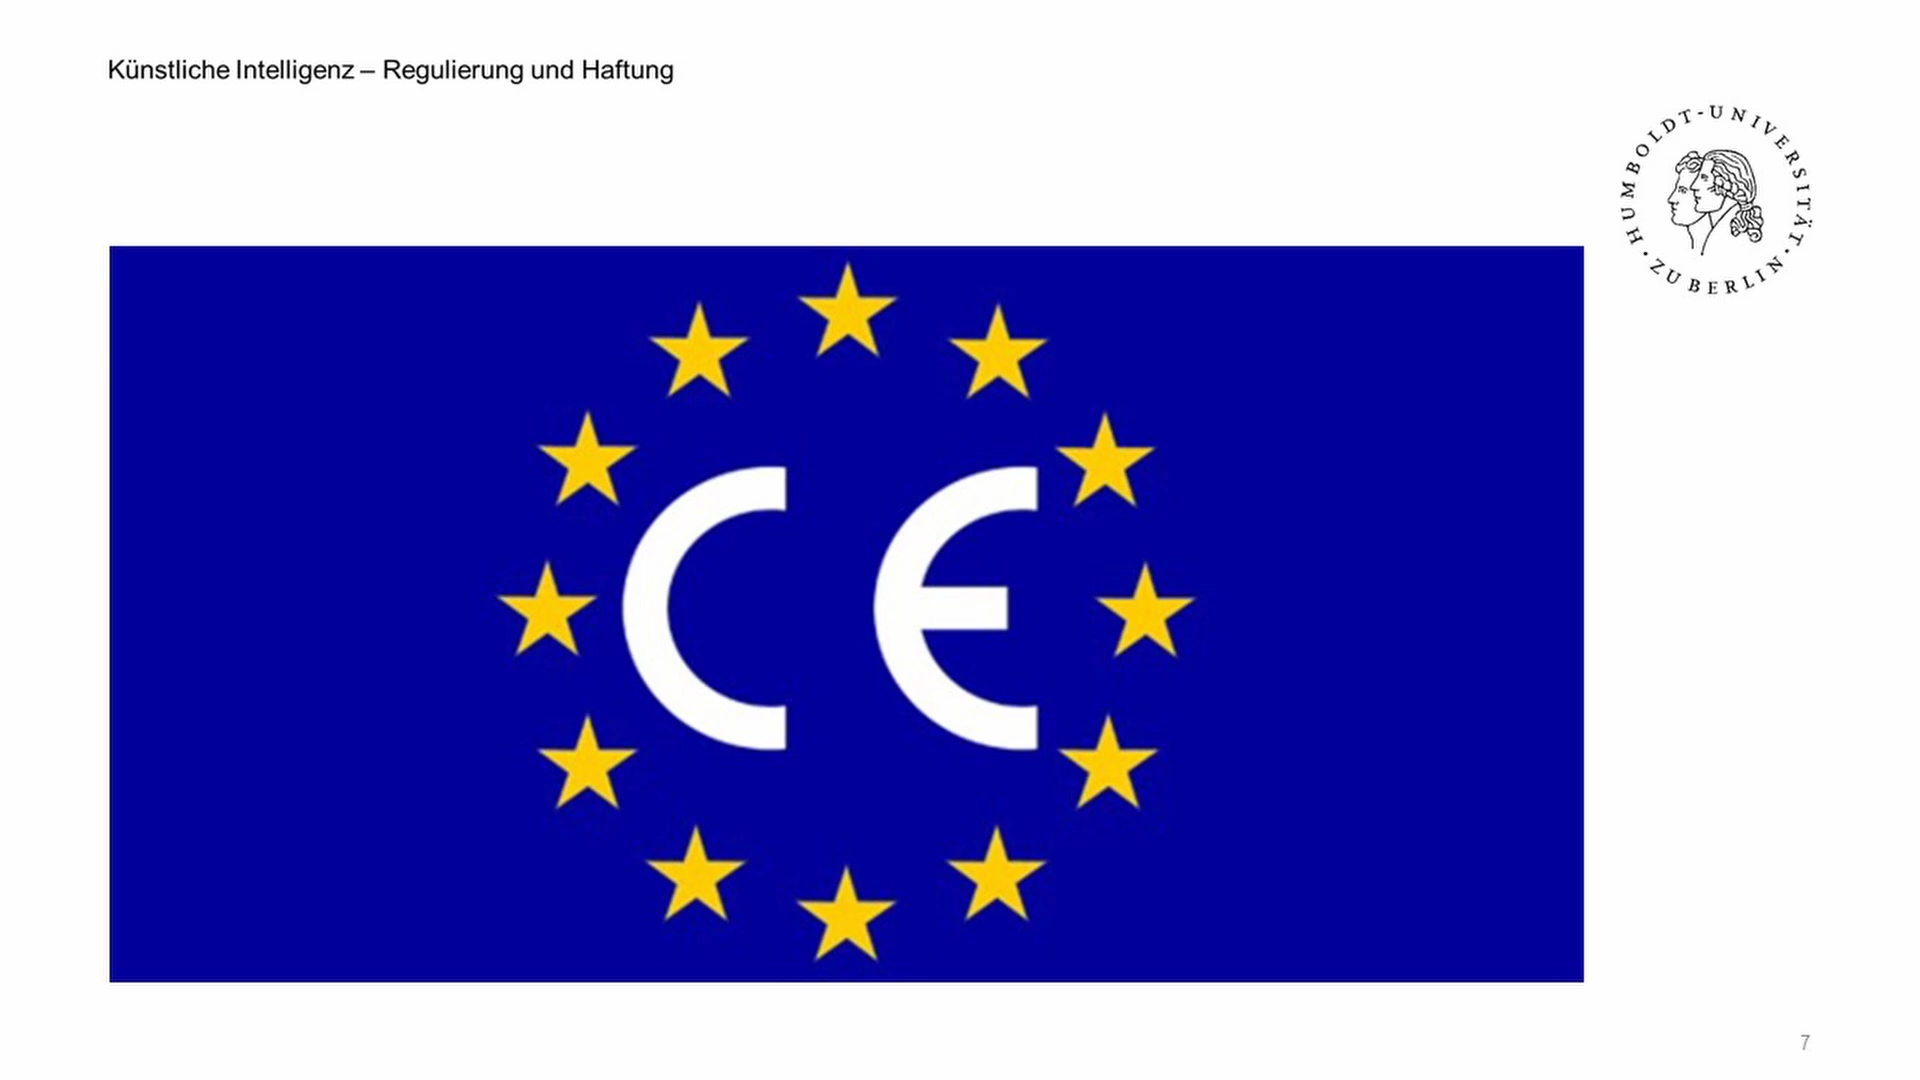 Künstliche Intelligenz – Regulierung und Haftung
HUMBOLDT-UNIVERSITÄT
· ZU BERLIN ·
CE
7